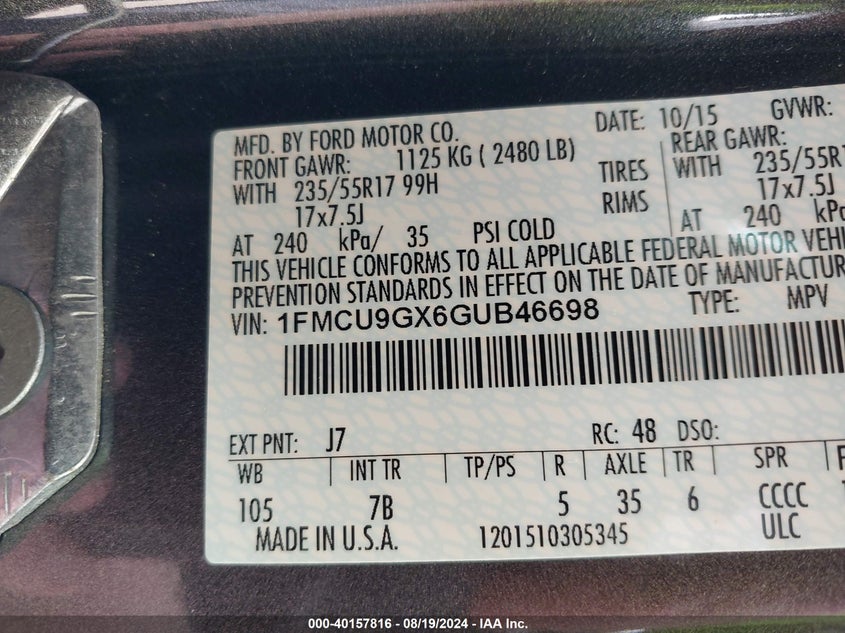 MFD. BY FORD MOTOR CO. DATE: 10/15 GVWR:
FRONT GAWR: 1125 KG ( 2480 LB) REAR GAWR:
WITH 235/55R17 99H TIRES WITH 235/55R17
17x7.5J RIMS 17x7.5J
AT 240 kPa/ 35 PSI COLD AT 240 kPa
THIS VEHICLE CONFORMS TO ALL APPLICABLE FEDERAL MOTOR VEHI
PREVENTION STANDARDS IN EFFECT ON THE DATE OF MANUFACTUR
VIN: 1FMCU9GX6GUB46698 TYPE: MPV
EXT PNT: J7 RC: 48 DSO:
WB INT TR TP/PS R AXLE TR SPR
105 7B 5 35 6 CCCC
MADE IN U.S.A. 1201510305345 ULC
000-40157816 - 08/19/2024 - IAA Inc.